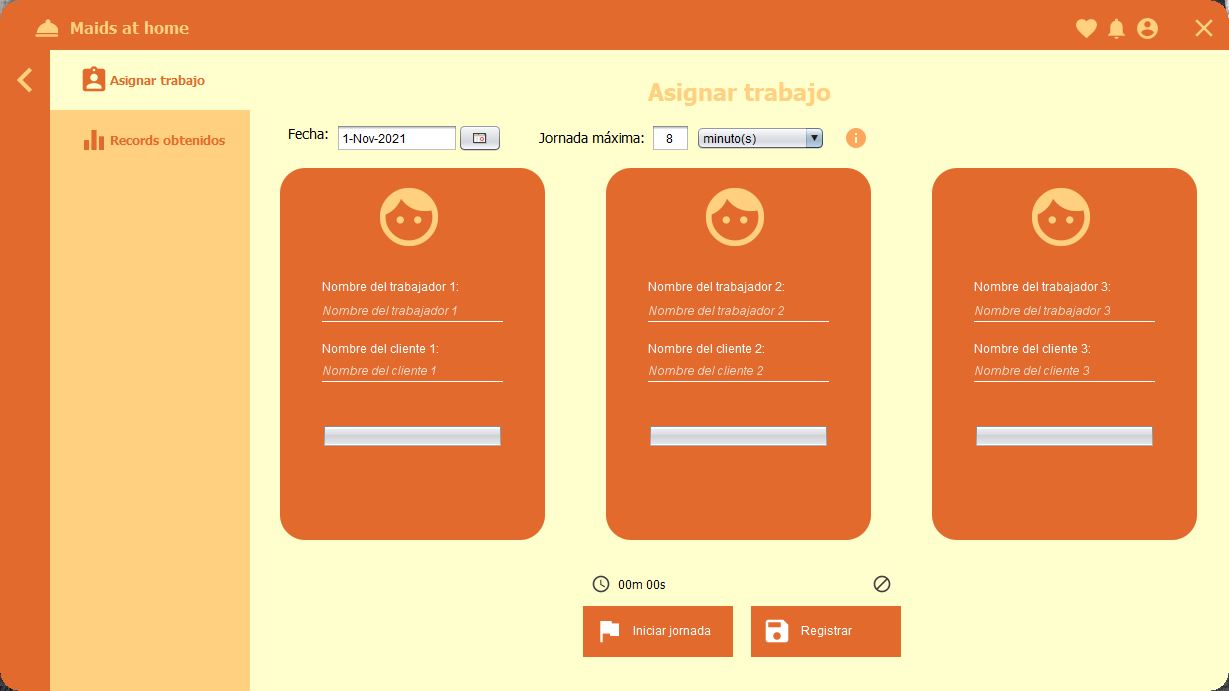 Maids at home
Asignar trabajo
Records obtenidos
Asignar trabajo
Fecha: 1-Nov-2021 Jornada máxima: 8 minuto(s)
Nombre del trabajador 1:
Nombre del trabajador 1
Nombre del cliente 1:
Nombre del cliente 1
Nombre del trabajador 2:
Nombre del trabajador 2
Nombre del cliente 2:
Nombre del cliente 2
Nombre del trabajador 3:
Nombre del trabajador 3
Nombre del cliente 3:
Nombre del cliente 3
00m 00s
Iniciar jornada
Registrar